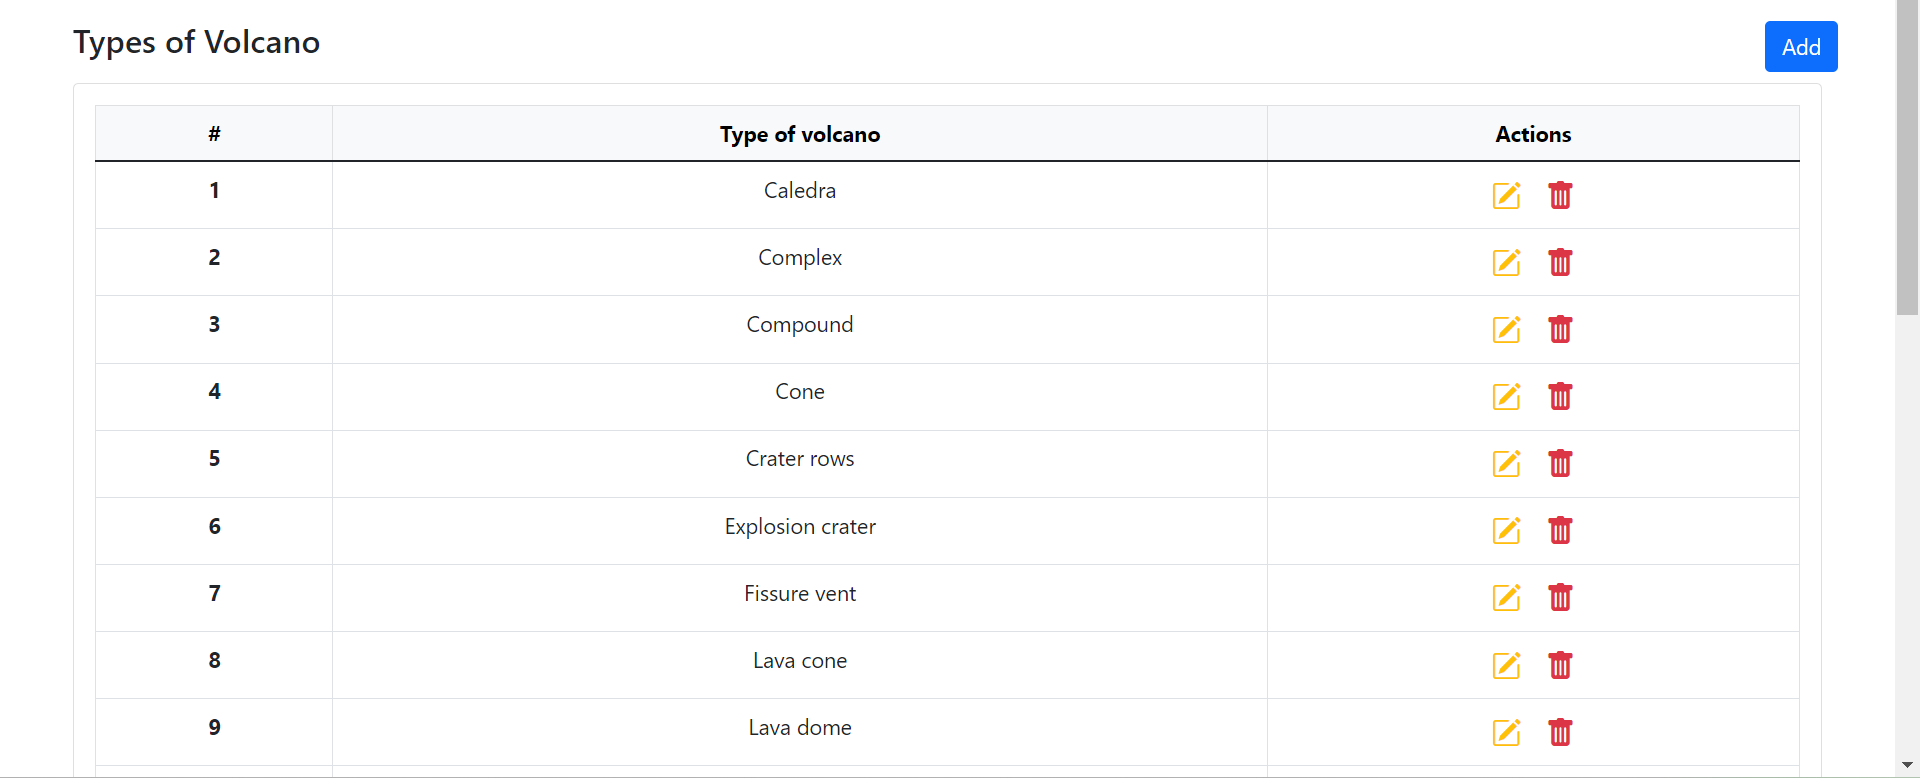 Types of Volcano
Add
# Type of volcano Actions
1 Caledra
2 Complex
3 Compound
4 Cone
5 Crater rows
6 Explosion crater
7 Fissure vent
8 Lava cone
9 Lava dome